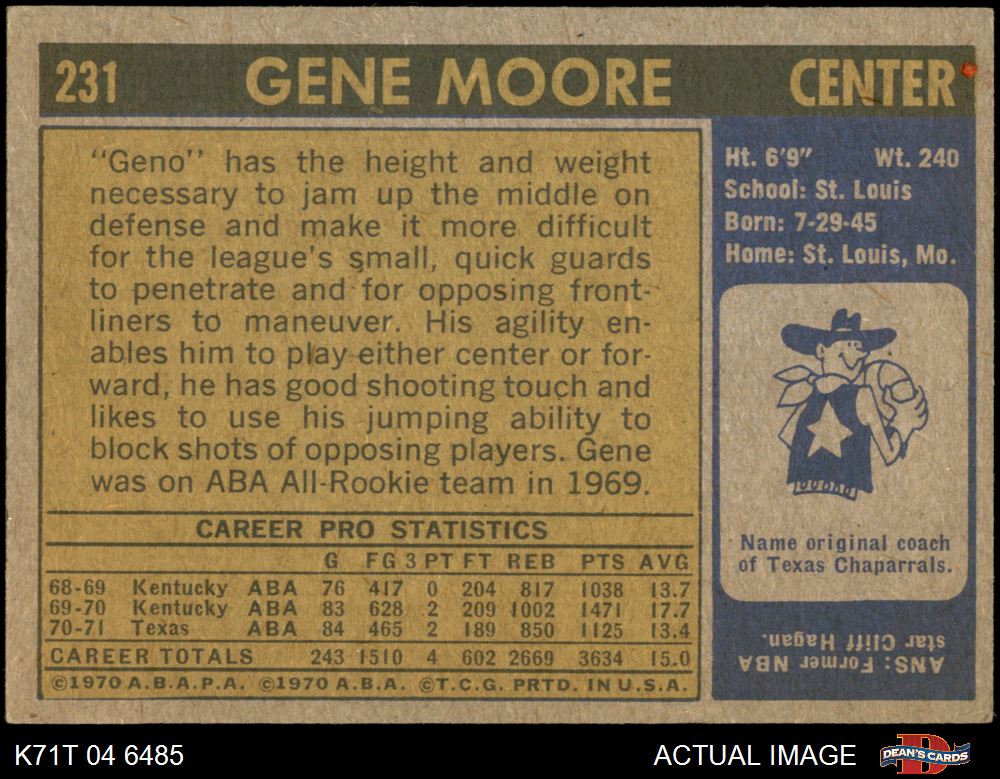 231 GENE MOORE CENTER
"Geno" has the height and weight
necessary to jam up the middle on
defense and make it more difficult
for the league's small, quick guards
to penetrate and for opposing front-
liners to maneuver. His agility en-
ables him to play either center or for-
ward, he has good shooting touch and
likes to use his jumping ability to
block shots of opposing players. Gene
was on ABA All-Rookie team in 1969.
CAREER PRO STATISTICS
G FG 3 PT FT REB PTS AVG
68-69 Kentucky ABA 76 417 0 204 817 1038 13.7
69-70 Kentucky ABA 83 628 2 209 1002 1471 17.7
70-71 Texas ABA 84 465 2 189 850 1125 13.4
CAREER TOTALS 243 1510 4 602 2669 3634 15.0
©1970 A.B.A.P.A. ©1970 A.B.A. ©T.C.G. PRTD. IN U.S.A.
Ht. 6'9" Wt. 240
School: St. Louis
Born: 7-29-45
Home: St. Louis, Mo.
Name original coach
of Texas Chaparrals.
ANS: Former NBA
star Cliff Hagan.
K71T 04 6485 ACTUAL IMAGE DEAN'S CARDS